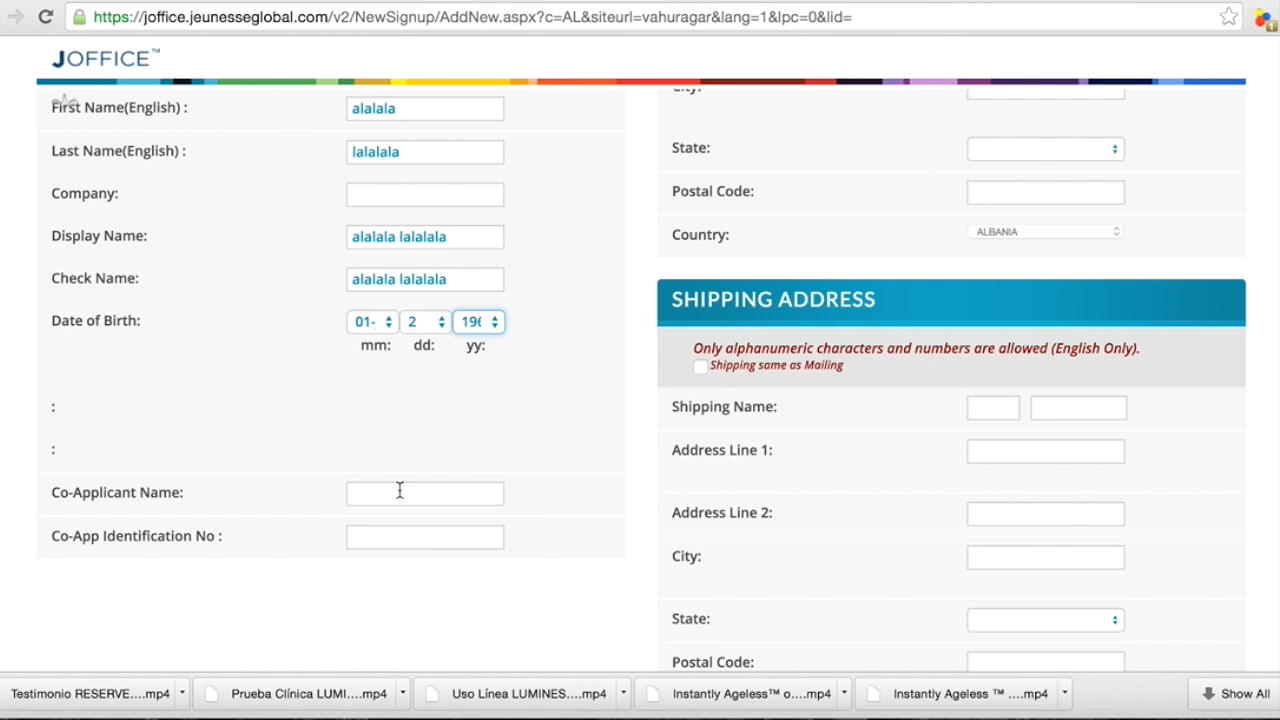 https://joffice.jeunesseglobal.com/v2/NewSignup/AddNew.aspx?c=AL&siteurl=vahuragar&lang=1&lpc=0&lid=
1
JOFFICE™
First Name(English) :
alalala
Last Name(English) :
lalalala
Company:
Display Name:
alalala lalalala
Check Name:
alalala lalalala
Date of Birth:
01-
2
mm:
dd:
yy:
:
:
Co-Applicant Name:
Co-App Identification No :
City:
State:
Postal Code:
Country:
ALBANIA
SHIPPING ADDRESS
Only alphanumeric characters and numbers are allowed (English Only).
Shipping same as Mailing
Shipping Name:
Address Line 1:
Address Line 2:
City:
State:
Postal Code:
Testimonio RESERVE....mp4
Prueba Clínica LUMI....mp4
Uso Línea LUMINES....mp4
Instantly Ageless™ o....mp4
Instantly Ageless ™ ....mp4
Show All